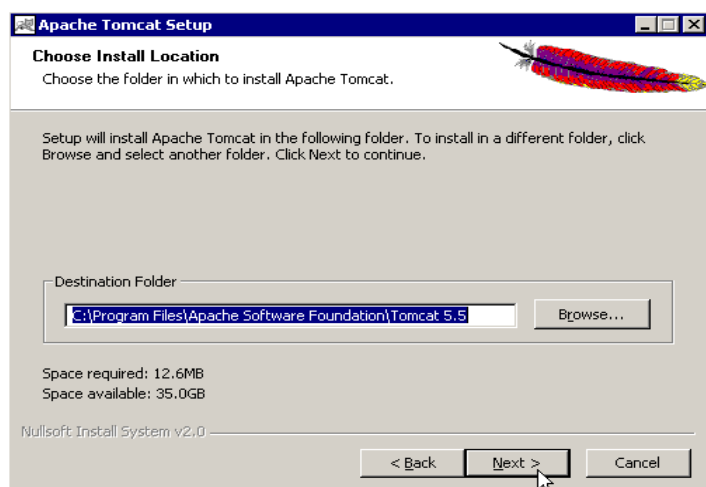 Apache Tomcat Setup
Choose Install Location
Choose the folder in which to install Apache Tomcat.
Setup will install Apache Tomcat in the following folder. To install in a different folder, click
Browse and select another folder. Click Next to continue.
Destination Folder
C:\Program Files\Apache Software Foundation\Tomcat 5.5
Browse...
Space required: 12.6MB
Space available: 35.0GB
Nullsoft Install System v2.0
< Back Next > Cancel